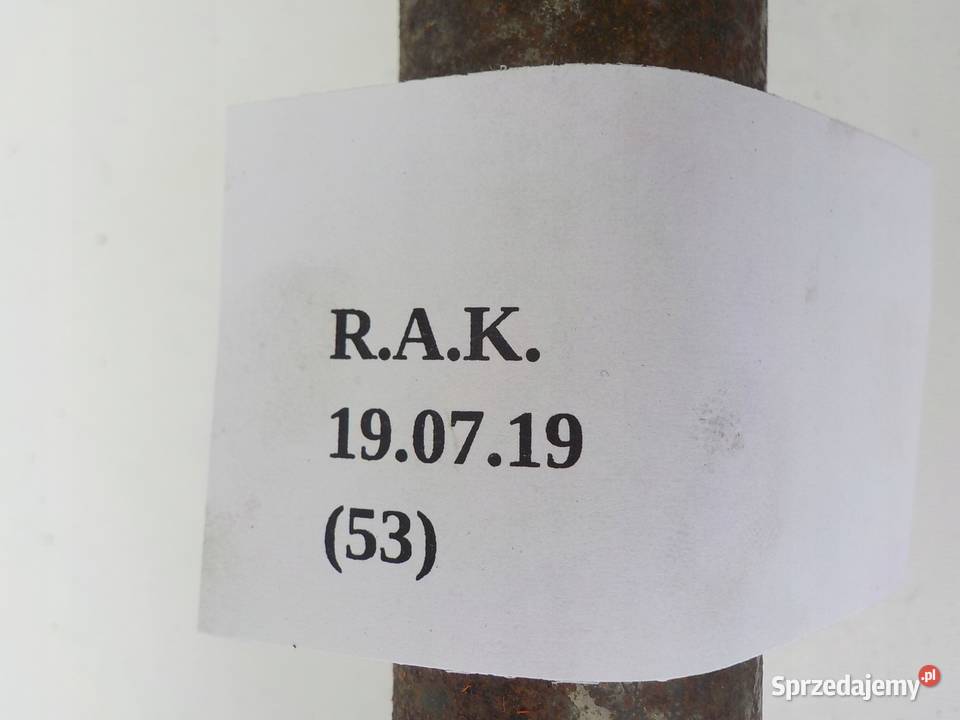 R.A.K.
19.07.19
(53)
Sprzedajemy.pl